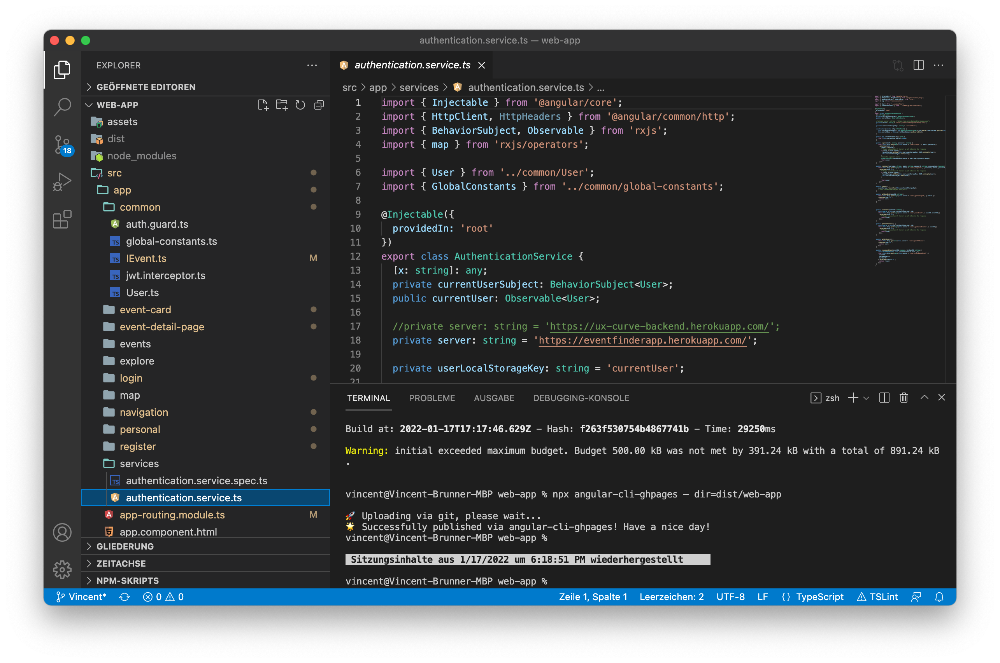 authentication.service.ts — web-app
EXPLORER
GEÖFFNETE EDITOREN
WEB-APP
assets
dist
node_modules
18
src
app
common
auth.guard.ts
global-constants.ts
IEvent.ts M
jwt.interceptor.ts
User.ts
event-card
event-detail-page
events
explore
login
map
navigation
personal
register
services
authentication.service.spec.ts
authentication.service.ts
app-routing.module.ts M
app.component.html
GLIEDERUNG
ZEITACHSE
NPM-SKRIPTS
authentication.service.ts
src > app > services > authentication.service.ts > ...
1 import { Injectable } from '@angular/core';
2 import { HttpClient, HttpHeaders } from '@angular/common/http';
3 import { BehaviorSubject, Observable } from 'rxjs';
4 import { map } from 'rxjs/operators';
5
6 import { User } from '../common/User';
7 import { GlobalConstants } from '../common/global-constants';
8
9 @Injectable({
10 providedIn: 'root'
11 })
12 export class AuthenticationService {
13 [x: string]: any;
14 private currentUserSubject: BehaviorSubject<User>;
15 public currentUser: Observable<User>;
16
17 //private server: string = 'https://ux-curve-backend.herokuapp.com/';
18 private server: string = 'https://eventfinderapp.herokuapp.com/';
19
20 private userLocalStorageKey: string = 'currentUser';
21
TERMINAL PROBLEME AUSGABE DEBUGGING-KONSOLE zsh
Build at: 2022-01-17T17:17:46.629Z - Hash: f263f530754b4867741b - Time: 29250ms
Warning: initial exceeded maximum budget. Budget 500.00 kB was not met by 391.24 kB with a total of 891.24 kB
.
vincent@Vincent-Brunner-MBP web-app % npx angular-cli-ghpages — dir=dist/web-app
🚀 Uploading via git, please wait...
🌟 Successfully published via angular-cli-ghpages! Have a nice day!
vincent@Vincent-Brunner-MBP web-app %
Sitzungsinhalte aus 1/17/2022 um 6:18:51 PM wiederhergestellt
vincent@Vincent-Brunner-MBP web-app %
Vincent* 0 0 Zeile 1, Spalte 1 Leerzeichen: 2 UTF-8 LF {} TypeScript TSLint